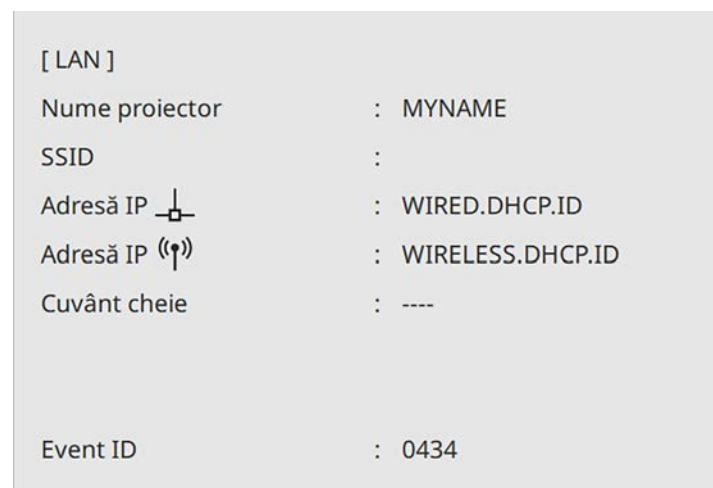 [ LAN ]
Nume proiector : MYNAME
SSID :
Adresă IP : WIRED.DHCP.ID
Adresă IP : WIRELESS.DHCP.ID
Cuvânt cheie : ----
Event ID : 0434